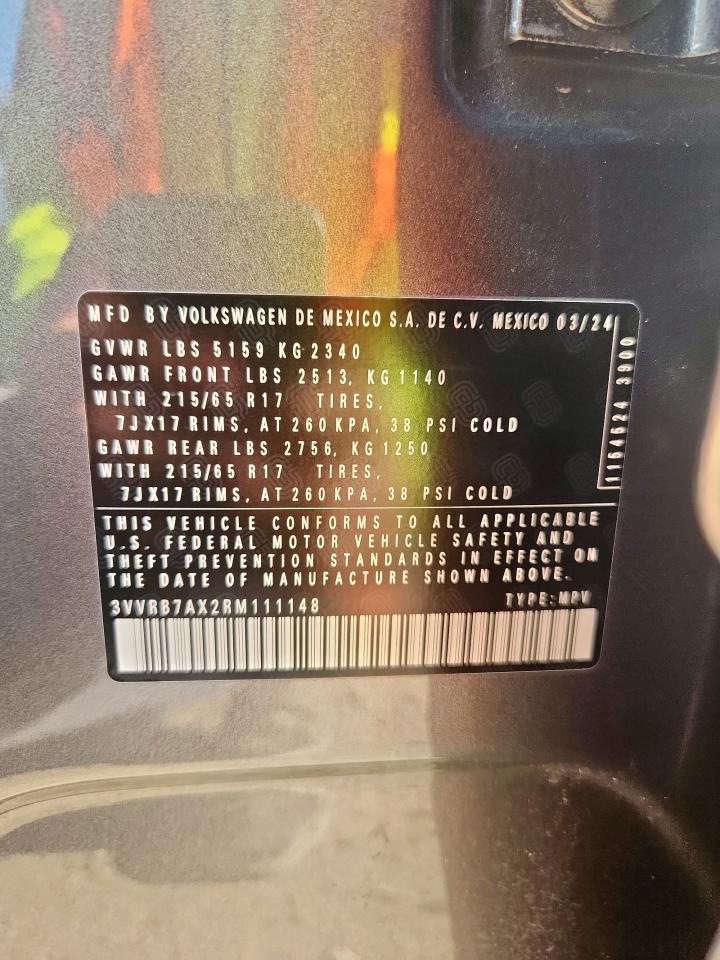 MFD BY VOLKSWAGEN DE MEXICO S.A. DE C.V. MEXICO 03/24
GVWR LBS 5159 KG 2340
GAWR FRONT LBS 2513, KG 1140
WITH 215/65 R17 TIRES,
7JX17 RIMS, AT 260 KPA, 38 PSI COLD
GAWR REAR LBS 2756, KG 1250
WITH 215/65 R17 TIRES,
7JX17 RIMS, AT 260 KPA, 38 PSI COLD
1154524 3900
THIS VEHICLE CONFORMS TO ALL APPLICABLE
U.S. FEDERAL MOTOR VEHICLE SAFETY AND
THEFT PREVENTION STANDARDS IN EFFECT ON
THE DATE OF MANUFACTURE SHOWN ABOVE.
3VVRB7AX2RM111148 TYPE:MPV